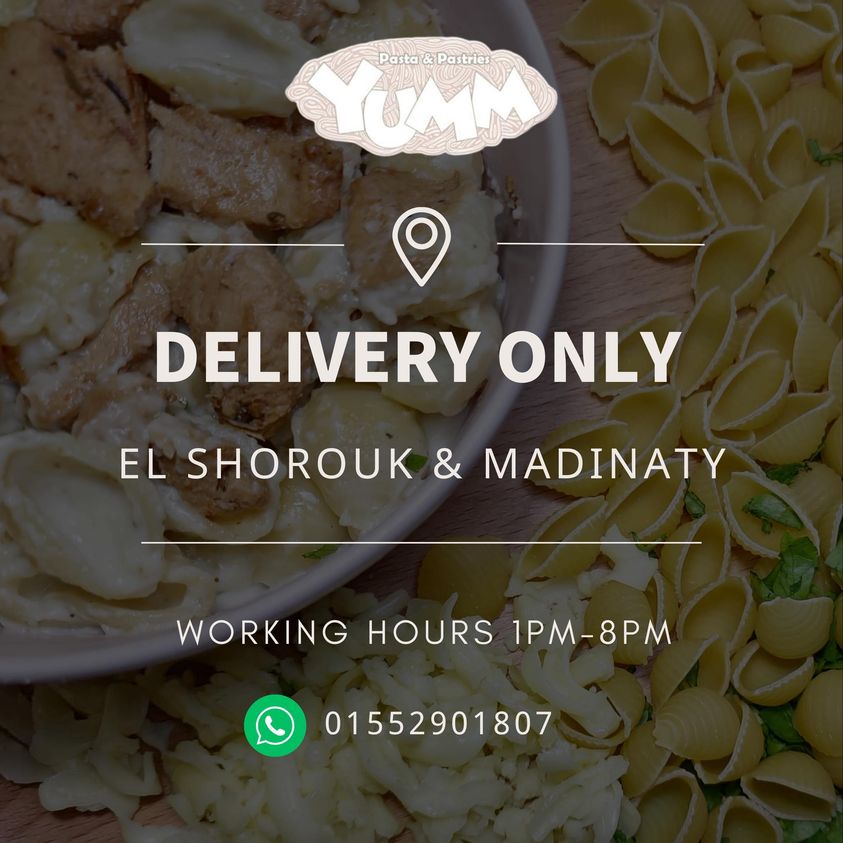 Pasta & Pastries
YUMM
DELIVERY ONLY
EL SHOROUK & MADINATY
WORKING HOURS 1PM-8PM
01552901807